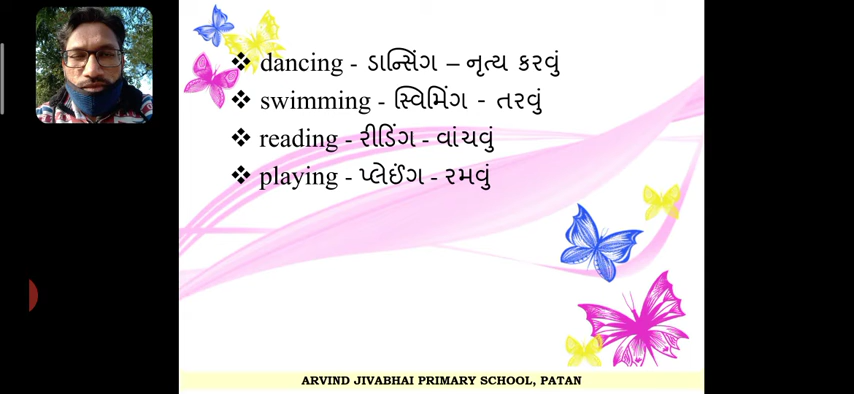 ❖ dancing - ડાન્સિંગ – નૃત્ય કરવું
❖ swimming - સ્વિમિંગ - તરવું
❖ reading - રીડિંગ - વાંચવું
❖ playing - પ્લેઈંગ - રમવું
ARVIND JIVABHAI PRIMARY SCHOOL, PATAN